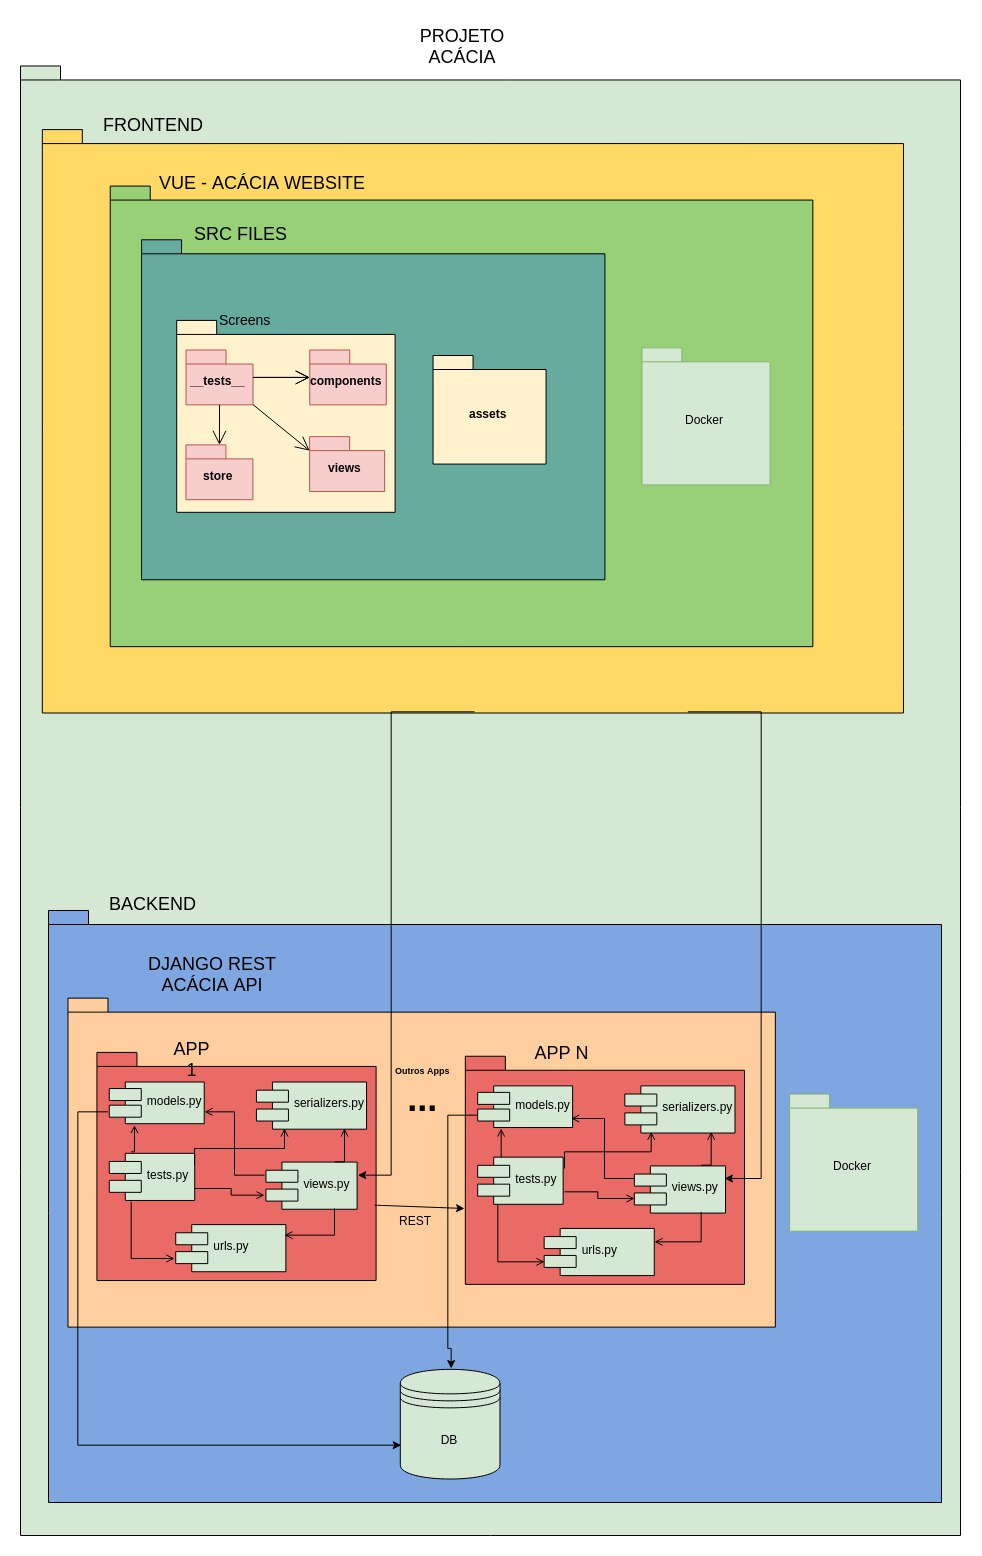 PROJETO
ACÁCIA
FRONTEND
VUE - ACÁCIA WEBSITE
SRC FILES
Screens
__tests__
components
store
views
assets
Docker
BACKEND
DJANGO REST
ACÁCIA API
APP
1
models.py
serializers.py
tests.py
views.py
urls.py
Outros Apps
...
REST
APP N
models.py
serializers.py
tests.py
views.py
urls.py
Docker
DB